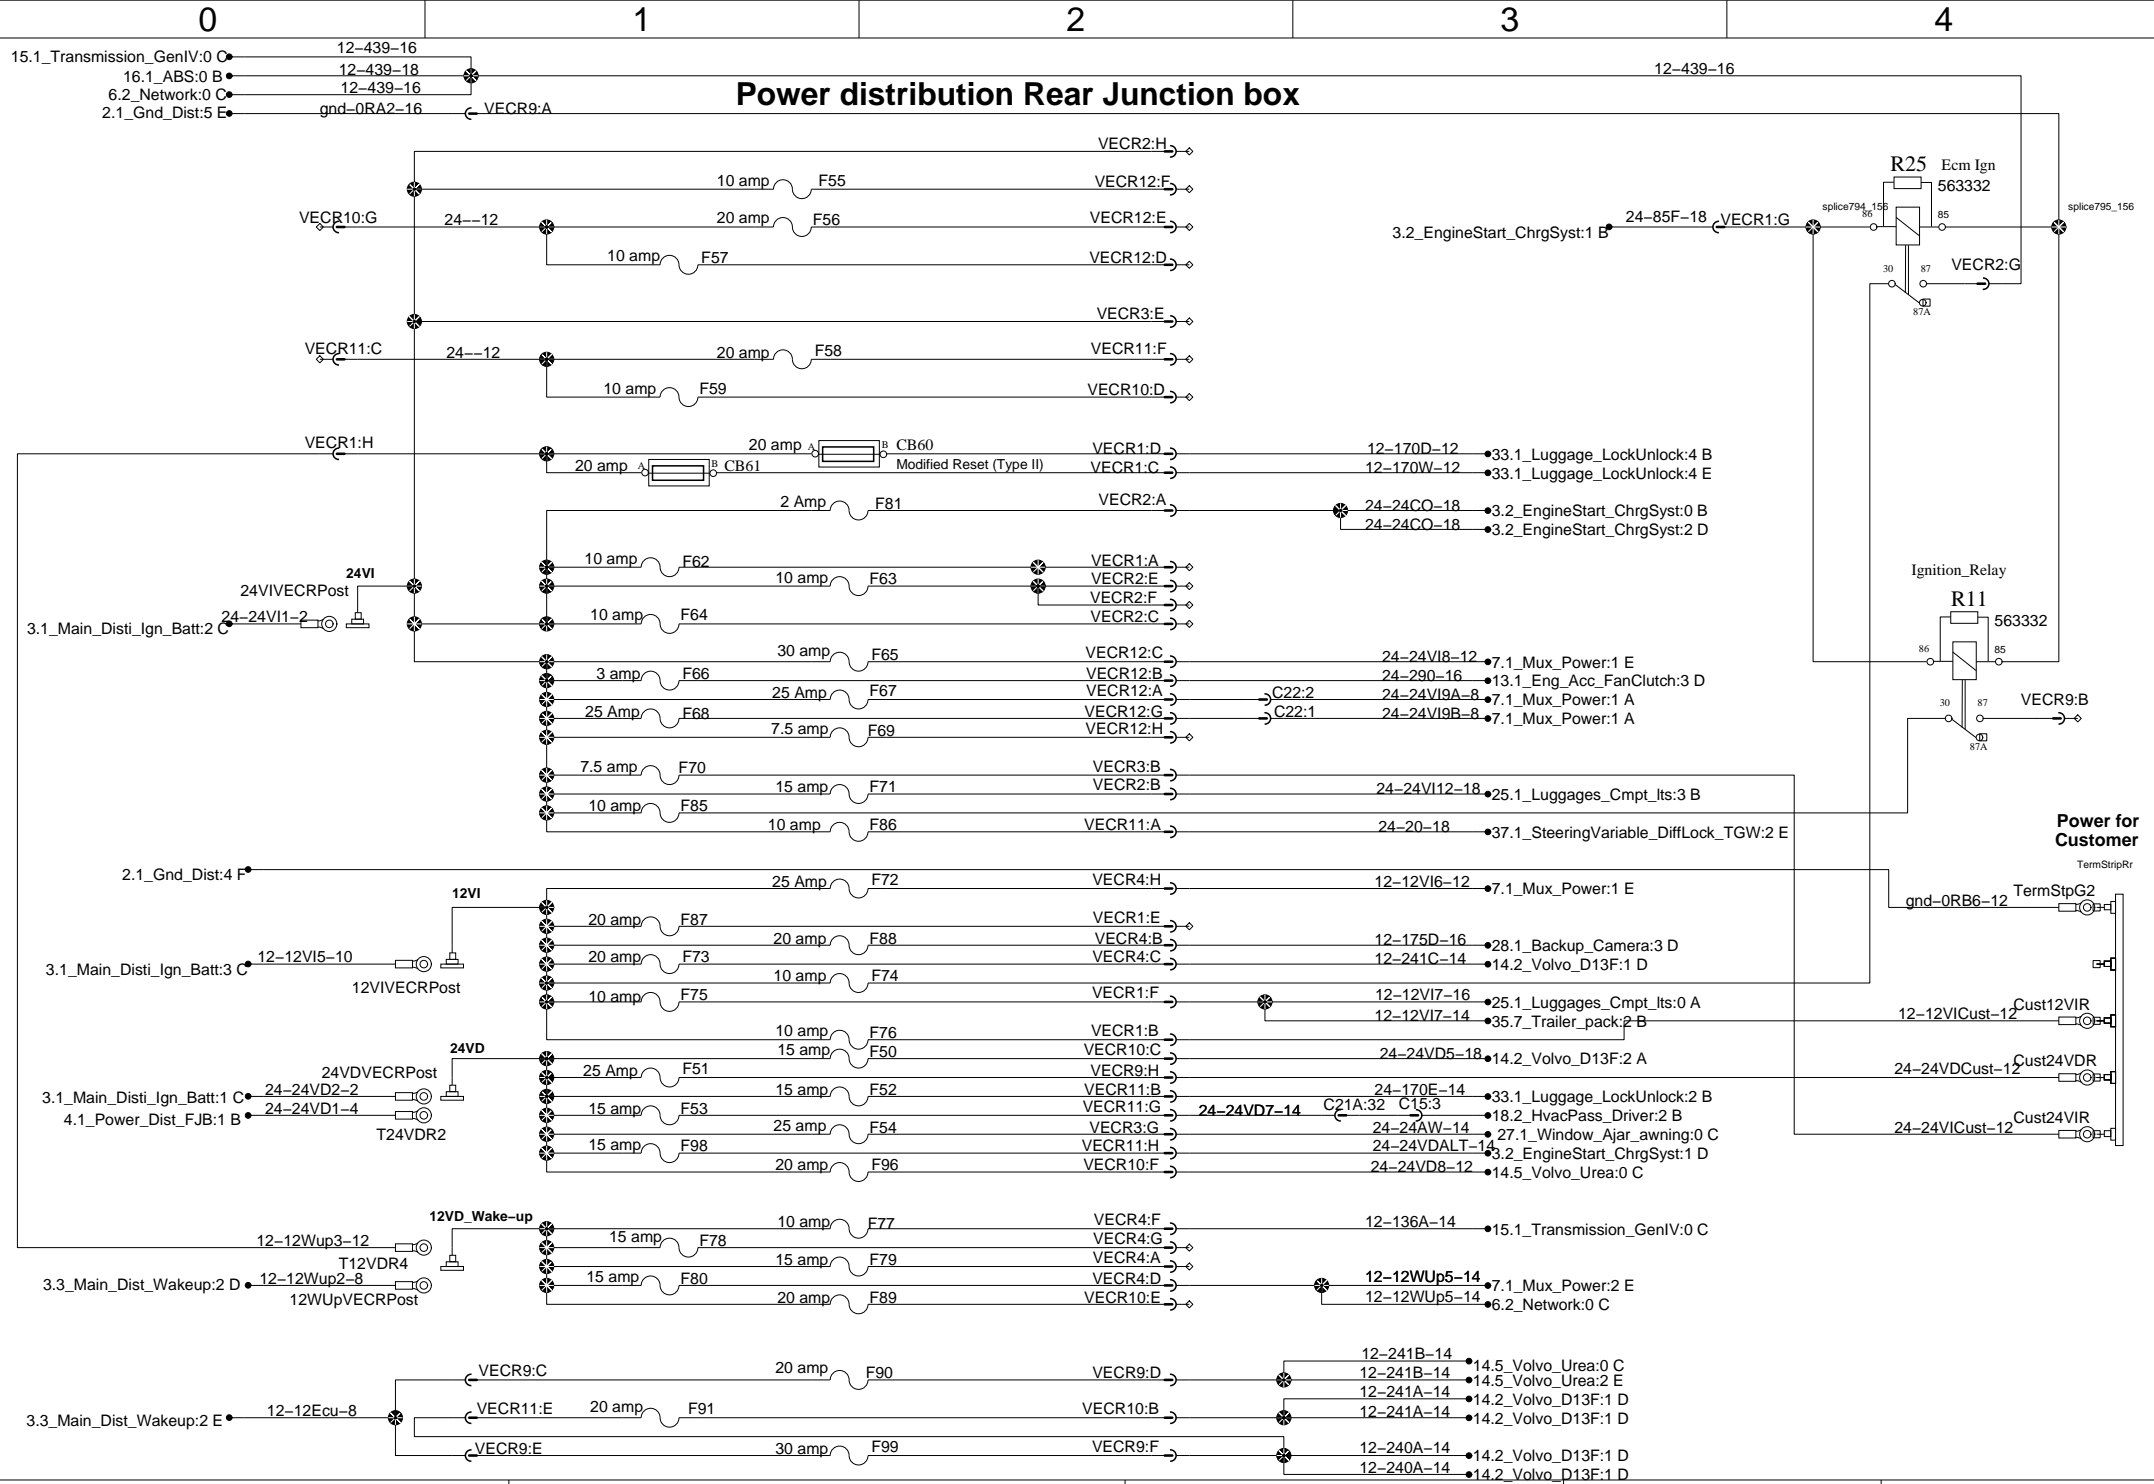 0 1 2 3 4
15.1_Transmission_GenIV:0 C 12-439-16
16.1_ABS:0 B 12-439-18 12-439-16
6.2_Network:0 C 12-439-16
Power distribution Rear Junction box
2.1_Gnd_Dist:5 E gnd-0RA2-16 VECR9:A
VECR2:H
R25 Ecm Ign
563332
10 amp F55 VECR12:F
splice794_156 splice795_156
VECR10:G 24--12 20 amp F56 VECR12:E
3.2_EngineStart_ChrgSyst:1 B 24-85F-18 VECR1:G 86 85
10 amp F57 VECR12:D
30 87 VECR2:G
87A
VECR3:E
VECR11:C 24--12 20 amp F58 VECR11:F
10 amp F59 VECR10:D
VECR1:H 20 amp A B CB60 VECR1:D 12-170D-12 33.1_Luggage_LockUnlock:4 B
20 amp A B CB61 Modified Reset (Type II) VECR1:C 12-170W-12 33.1_Luggage_LockUnlock:4 E
2 Amp F81 VECR2:A 24-24CO-18 3.2_EngineStart_ChrgSyst:0 B
24-24CO-18 3.2_EngineStart_ChrgSyst:2 D
10 amp F62 VECR1:A
24VI
24VIVECRPost 10 amp F63 VECR2:E
VECR2:F
3.1_Main_Disti_Ign_Batt:2 C 24-24VI1-2 10 amp F64 VECR2:C
Ignition_Relay
R11
563332
30 amp F65 VECR12:C 24-24VI8-12 7.1_Mux_Power:1 E 86 85
3 amp F66 VECR12:B 24-290-16 13.1_Eng_Acc_FanClutch:3 D
25 Amp F67 VECR12:A C22:2 24-24VI9A-8 7.1_Mux_Power:1 A
25 Amp F68 VECR12:G C22:1 24-24VI9B-8 7.1_Mux_Power:1 A 30 87 VECR9:B
7.5 amp F69 VECR12:H
87A
7.5 amp F70 VECR3:B
15 amp F71 VECR2:B 24-24VI12-18 25.1_Luggages_Cmpt_lts:3 B
10 amp F85
10 amp F86 VECR11:A 24-20-18 37.1_SteeringVariable_DiffLock_TGW:2 E
Power for
Customer
TermStripRr
2.1_Gnd_Dist:4 F
25 Amp F72 VECR4:H 12-12VI6-12 7.1_Mux_Power:1 E
12VI gnd-0RB6-12 TermStpG2
20 amp F87 VECR1:E
20 amp F88 VECR4:B 12-175D-16 28.1_Backup_Camera:3 D
3.1_Main_Disti_Ign_Batt:3 C 12-12VI5-10 20 amp F73 VECR4:C 12-241C-14 14.2_Volvo_D13F:1 D
12VIVECRPost 10 amp F74
10 amp F75 VECR1:F 12-12VI7-16 25.1_Luggages_Cmpt_lts:0 A
12-12VI7-14 35.7_Trailer_pack:2 B 12-12VICust-12 Cust12VIR
10 amp F76 VECR1:B
24VD 15 amp F50 VECR10:C 24-24VD5-18 14.2_Volvo_D13F:2 A
24VDVECRPost 25 Amp F51 VECR9:H 24-24VDCust-12 Cust24VDR
3.1_Main_Disti_Ign_Batt:1 C 24-24VD2-2 15 amp F52 VECR11:B 24-170E-14 33.1_Luggage_LockUnlock:2 B
4.1_Power_Dist_FJB:1 B 24-24VD1-4 15 amp F53 VECR11:G 24-24VD7-14 C21A:32 C15:3 18.2_HvacPass_Driver:2 B
T24VDR2 25 amp F54 VECR3:G 24-24AW-14 27.1_Window_Ajar_awning:0 C 24-24VICust-12 Cust24VIR
15 amp F98 VECR11:H 24-24VDALT-14 3.2_EngineStart_ChrgSyst:1 D
20 amp F96 VECR10:F 24-24VD8-12 14.5_Volvo_Urea:0 C
12VD_Wake-up 10 amp F77 VECR4:F 12-136A-14 15.1_Transmission_GenIV:0 C
12-12Wup3-12 15 amp F78 VECR4:G
T12VDR4 15 amp F79 VECR4:A
3.3_Main_Dist_Wakeup:2 D 12-12Wup2-8 15 amp F80 VECR4:D 12-12WUp5-14 7.1_Mux_Power:2 E
12WUpVECRPost 20 amp F89 VECR10:E 12-12WUp5-14 6.2_Network:0 C
12-241B-14 14.5_Volvo_Urea:0 C
VECR9:C 20 amp F90 VECR9:D 12-241B-14 14.5_Volvo_Urea:2 E
12-241A-14 14.2_Volvo_D13F:1 D
3.3_Main_Dist_Wakeup:2 E 12-12Ecu-8 VECR11:E 20 amp F91 VECR10:B 12-241A-14 14.2_Volvo_D13F:1 D
VECR9:E 30 amp F99 VECR9:F 12-240A-14 14.2_Volvo_D13F:1 D
12-240A-14 14.2_Volvo_D13F:1 D